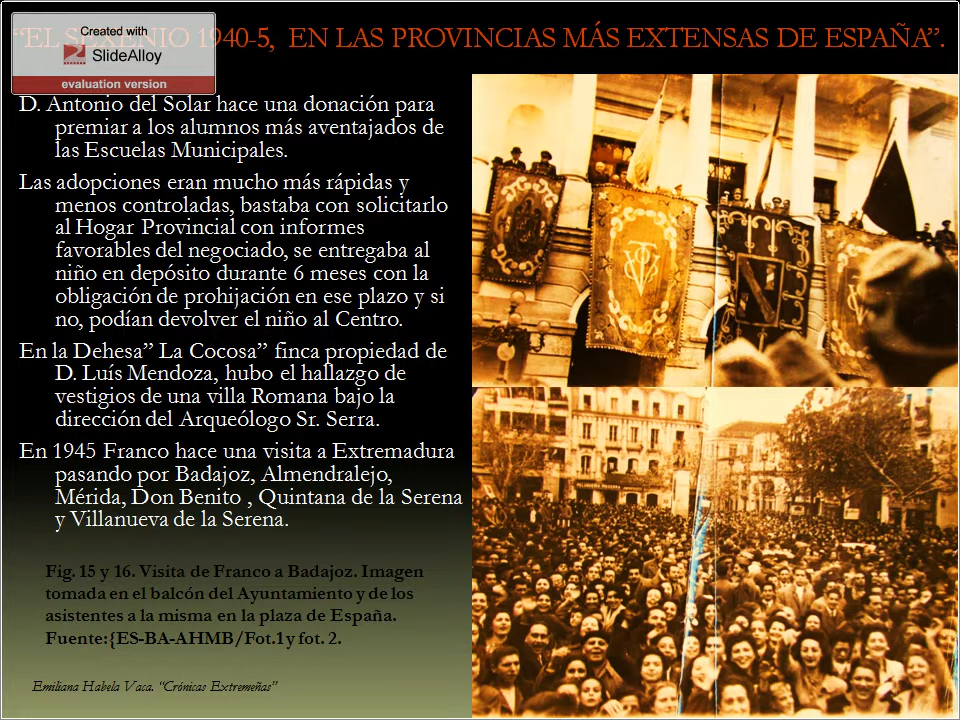 “EL SEXENIO 1940-5, EN LAS PROVINCIAS MÁS EXTENSAS DE ESPAÑA”.
Created with
SlideAlloy
evaluation version
D. Antonio del Solar hace una donación para
premiar a los alumnos más aventajados de
las Escuelas Municipales.
Las adopciones eran mucho más rápidas y
menos controladas, bastaba con solicitarlo
al Hogar Provincial con informes
favorables del negociado, se entregaba al
niño en depósito durante 6 meses con la
obligación de prohijación en ese plazo y si
no, podían devolver el niño al Centro.
En la Dehesa” La Cocosa” finca propiedad de
D. Luís Mendoza, hubo el hallazgo de
vestigios de una villa Romana bajo la
dirección del Arqueólogo Sr. Serra.
En 1945 Franco hace una visita a Extremadura
pasando por Badajoz, Almendralejo,
Mérida, Don Benito , Quintana de la Serena
y Villanueva de la Serena.
Fig. 15 y 16. Visita de Franco a Badajoz. Imagen
tomada en el balcón del Ayuntamiento y de los
asistentes a la misma en la plaza de España.
Fuente:{ES-BA-AHMB/Fot.1y fot. 2.
Emiliana Habela Vaca. “Crónicas Extremeñas”